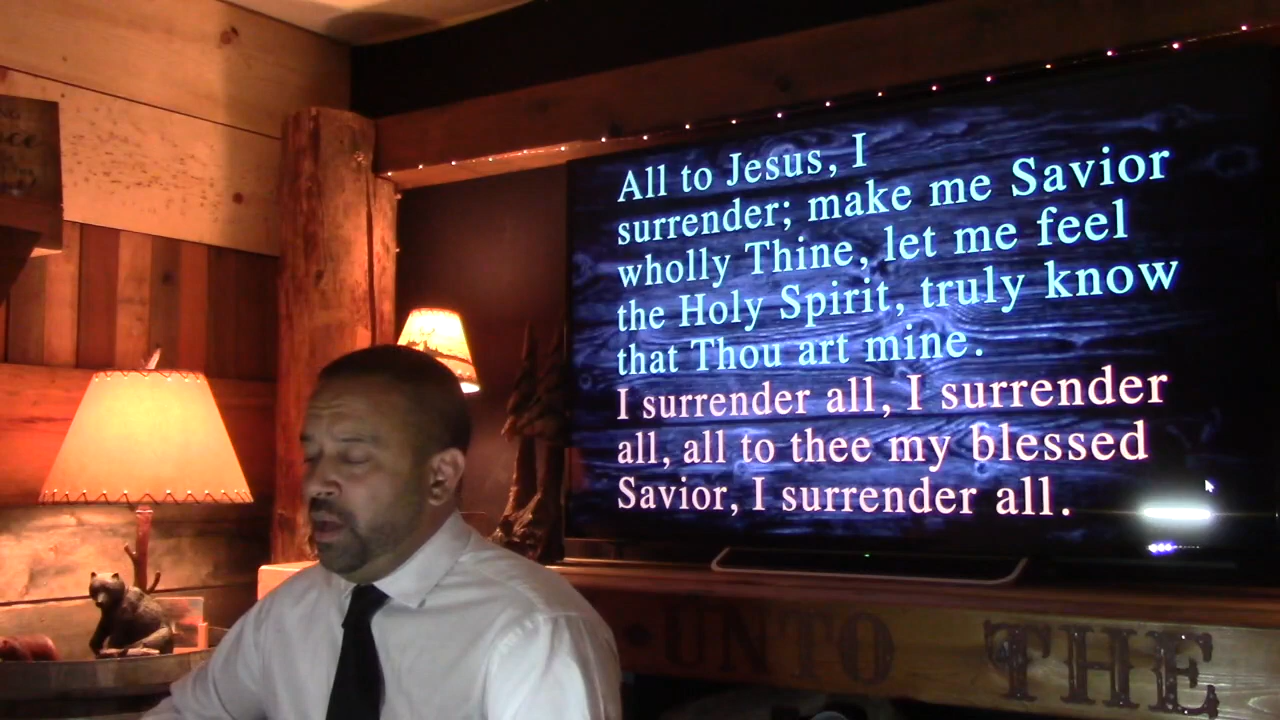 All to Jesus, I
surrender; make me Savior
wholly Thine, let me feel
the Holy Spirit, truly know
that Thou art mine.
I surrender all, I surrender
all, all to thee my blessed
Savior, I surrender all.
UNTO THE